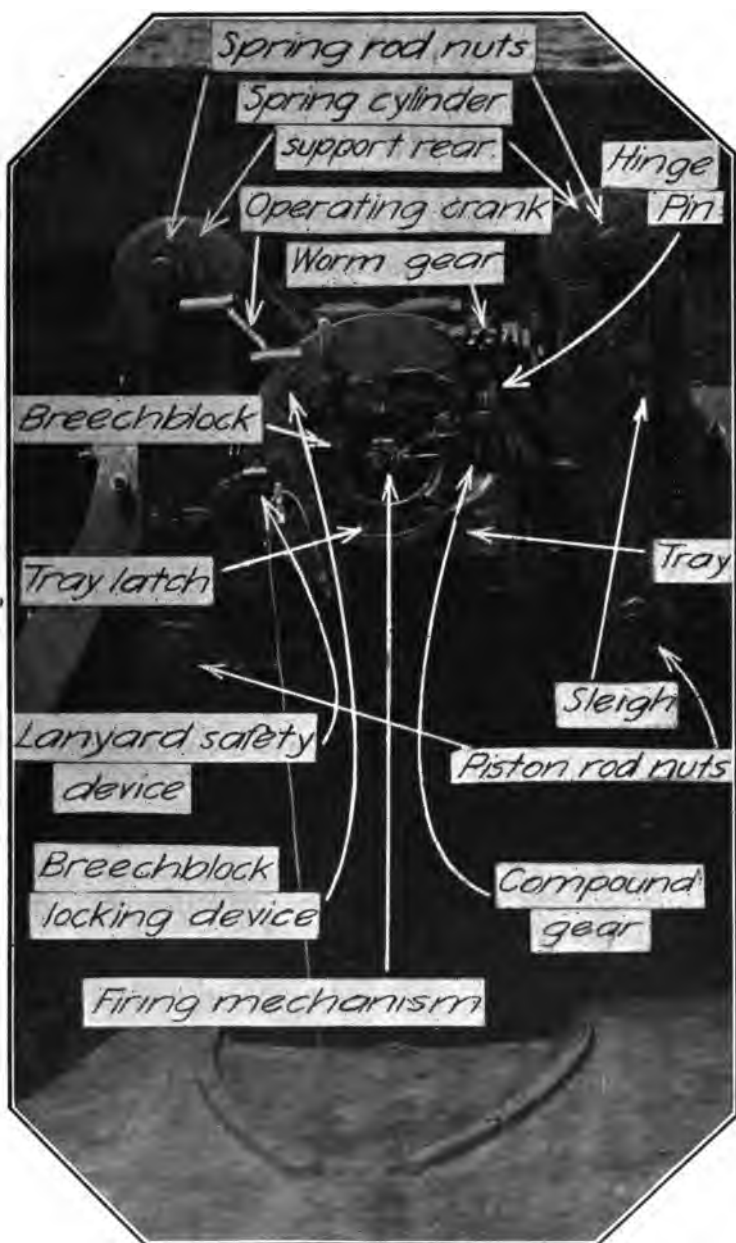 Spring rod nuts
Spring cylinder
support rear.
Hinge
Pin
Operating crank
Worm gear
Breechblock
Tray latch
Tray
Sleigh
Lanyard safety
device
Piston rod nuts
Breechblock
locking device
Compound
gear
Firing mechanism